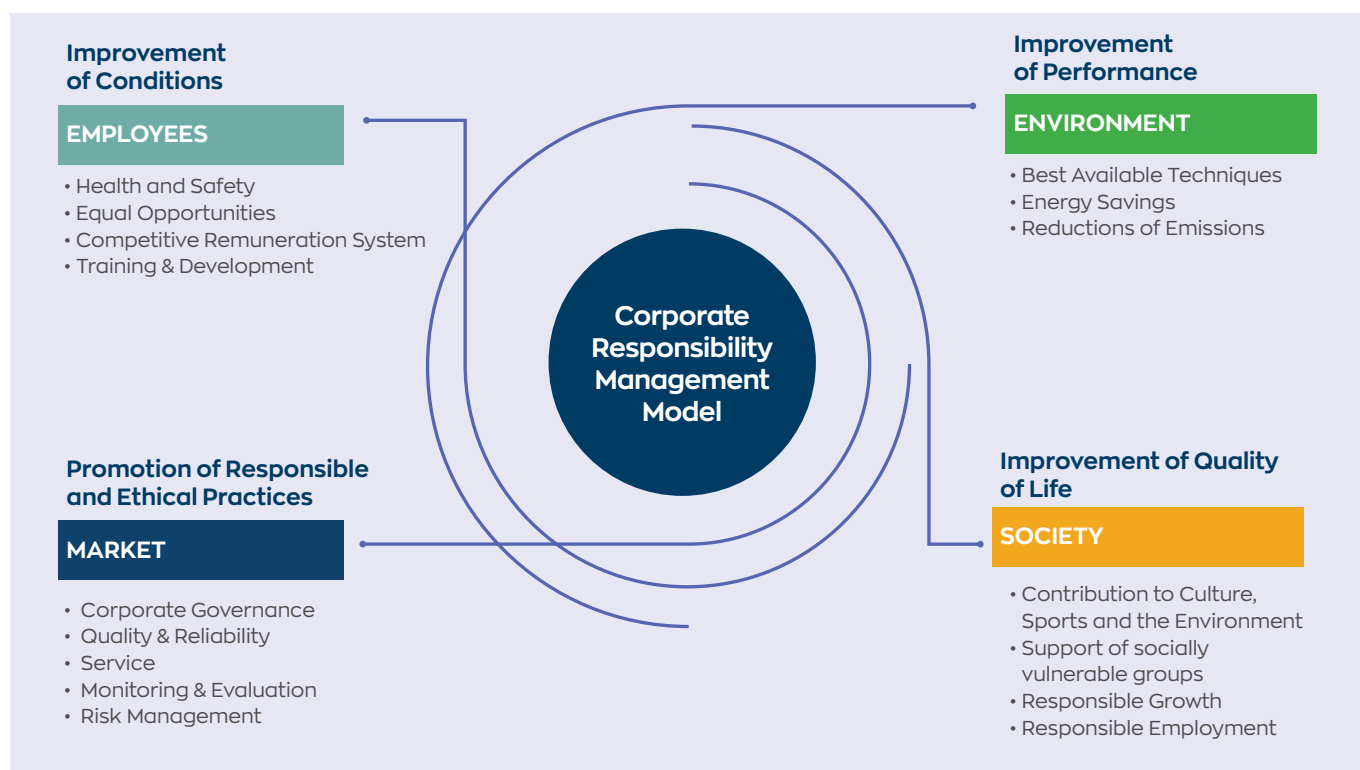 Improvement
of Conditions
EMPLOYEES
• Health and Safety
• Equal Opportunities
• Competitive Remuneration System
• Training & Development
Improvement
of Performance
ENVIRONMENT
• Best Available Techniques
• Energy Savings
• Reductions of Emissions
Corporate
Responsibility
Management
Model
Promotion of Responsible
and Ethical Practices
MARKET
• Corporate Governance
• Quality & Reliability
• Service
• Monitoring & Evaluation
• Risk Management
Improvement of Quality
of Life
SOCIETY
• Contribution to Culture,
Sports and the Environment
• Support of socially
vulnerable groups
• Responsible Growth
• Responsible Employment